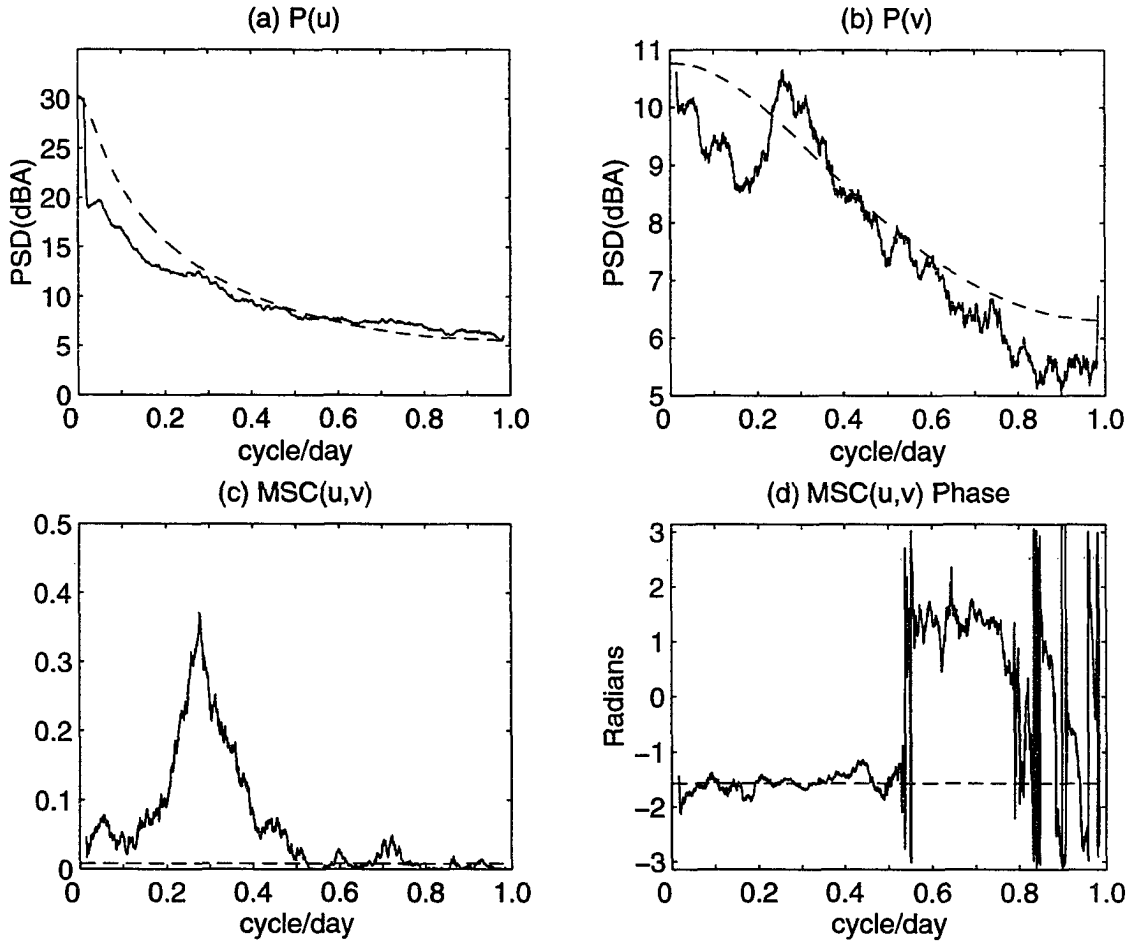 (a) P(u)
PSD(dBA)
30
25
20
15
10
5
0
0 0.2 0.4 0.6 0.8 1.0
cycle/day
(b) P(v)
PSD(dBA)
11
10
9
8
7
6
5
0 0.2 0.4 0.6 0.8 1.0
cycle/day
(c) MSC(u,v)
0.5
0.4
0.3
0.2
0.1
0
0 0.2 0.4 0.6 0.8 1.0
cycle/day
(d) MSC(u,v) Phase
Radians
3
2
1
0
−1
−2
−3
0 0.2 0.4 0.6 0.8 1.0
cycle/day